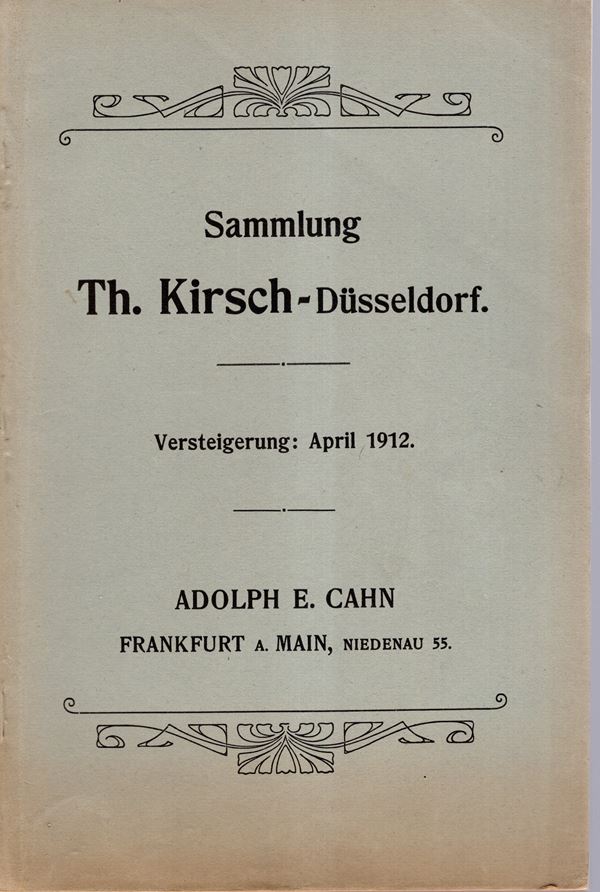 Sammlung
Th. Kirsch-Düsseldorf.
Versteigerung: April 1912.
ADOLPH E. CAHN
FRANKFURT A. MAIN, NIEDENAU 55.